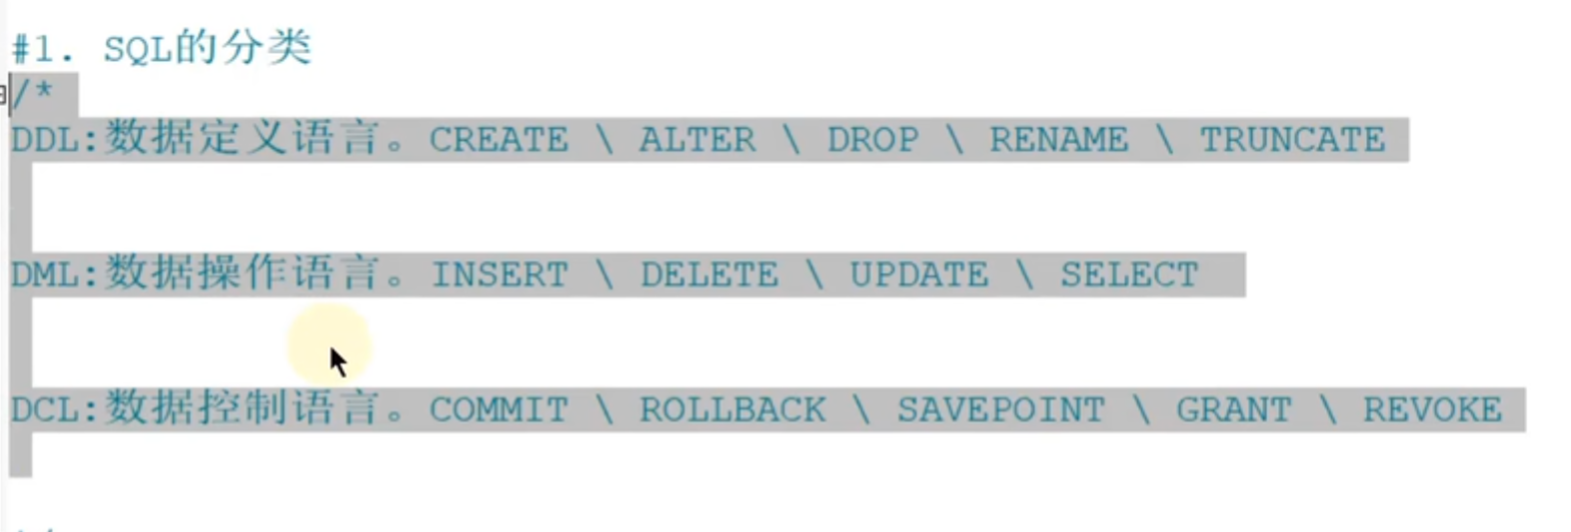 #1. SQL的分类
/*
DDL:数据定义语言。CREATE \ ALTER \ DROP \ RENAME \ TRUNCATE
DML:数据操作语言。INSERT \ DELETE \ UPDATE \ SELECT
DCL:数据控制语言。COMMIT \ ROLLBACK \ SAVEPOINT \ GRANT \ REVOKE